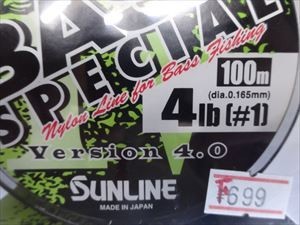 BASS
SPECIAL
Nylon Line for Bass Fishing
100m
(dia.0.165mm)
4lb (#1)
Version 4.0
SUNLINE
MADE IN JAPAN
¥699